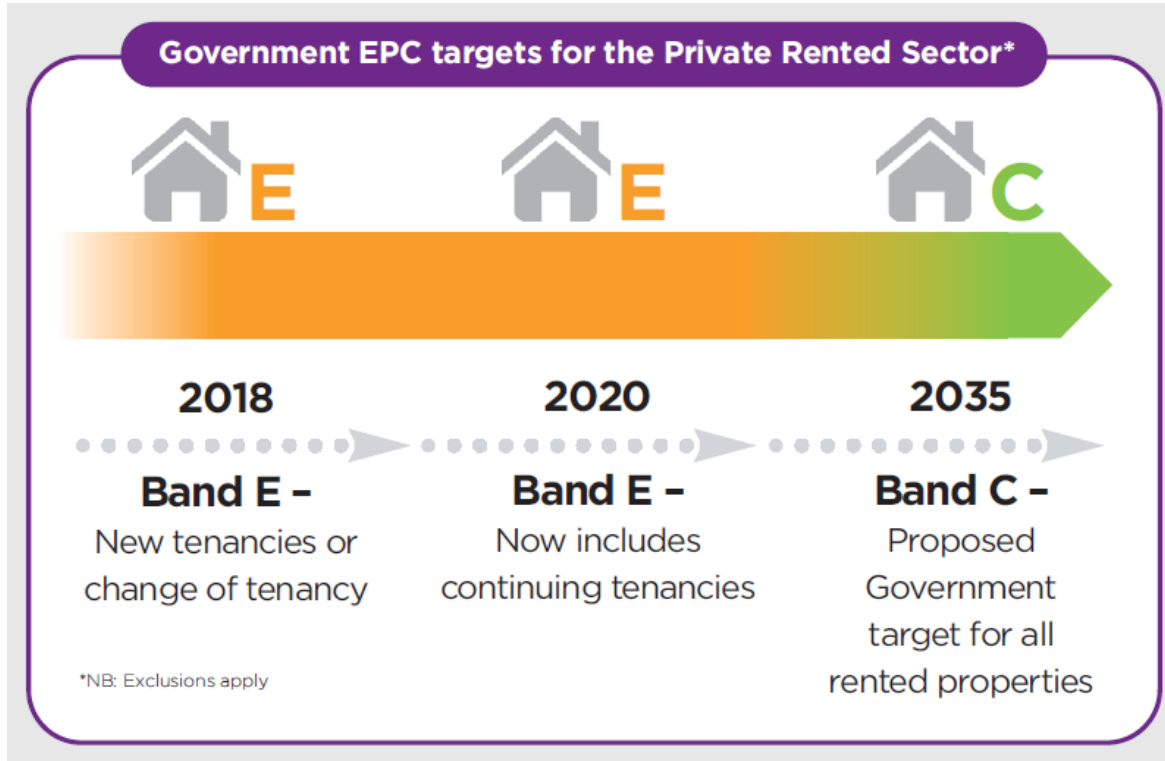 Government EPC targets for the Private Rented Sector*
E
E
C
2018
Band E –
New tenancies or
change of tenancy
2020
Band E –
Now includes
continuing tenancies
2035
Band C –
Proposed
Government
target for all
rented properties
*NB: Exclusions apply